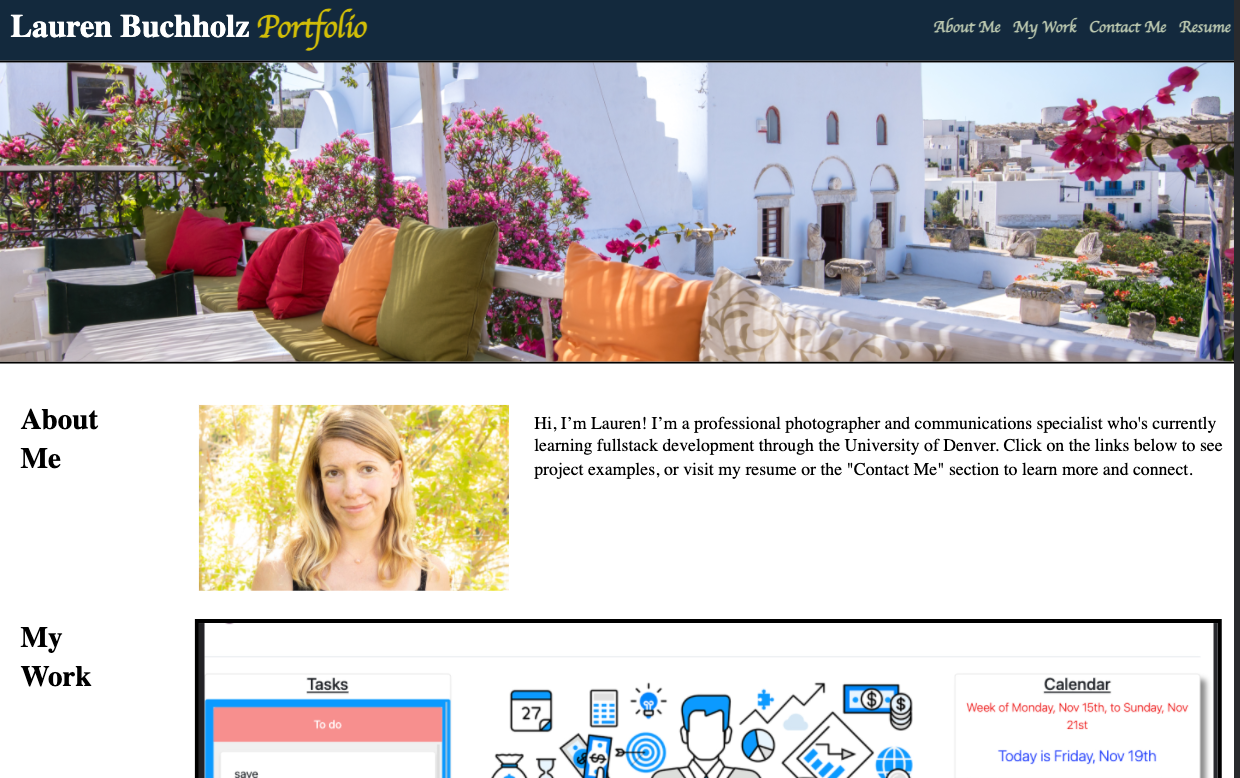 Lauren Buchholz Portfolio
About Me My Work Contact Me Resume
About
Me
Hi, I’m Lauren! I’m a professional photographer and communications specialist who's currently
learning fullstack development through the University of Denver. Click on the links below to see
project examples, or visit my resume or the "Contact Me" section to learn more and connect.
My
Work
Tasks
To do
save
27
$
$
$
Calendar
Week of Monday, Nov 15th, to Sunday, Nov
21st
Today is Friday, Nov 19th